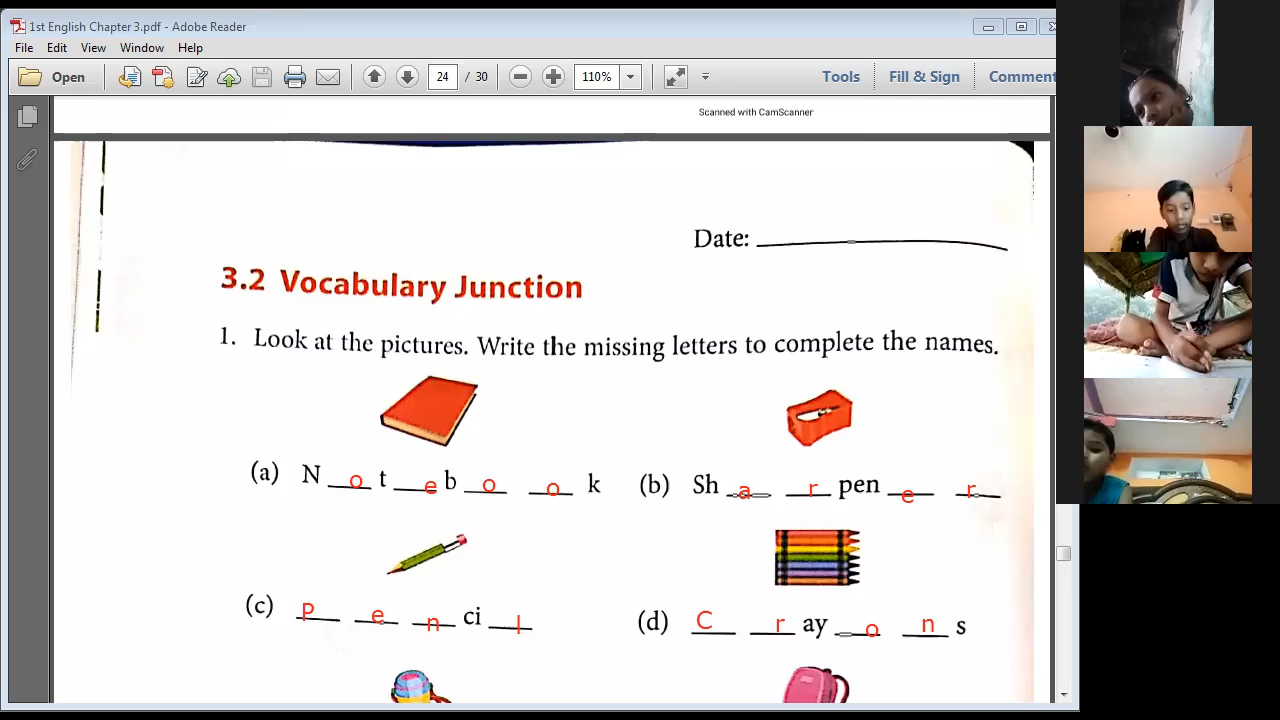 1st English Chapter 3.pdf - Adobe Reader
File Edit View Window Help
Open 24 / 30 110% Tools Fill & Sign Comment
Scanned with CamScanner
Date:
3.2 Vocabulary Junction
1. Look at the pictures. Write the missing letters to complete the names.
(a) N o t e b o o k (b) Sh a r pen e r
(c) p e n ci l (d) C r ay o n s